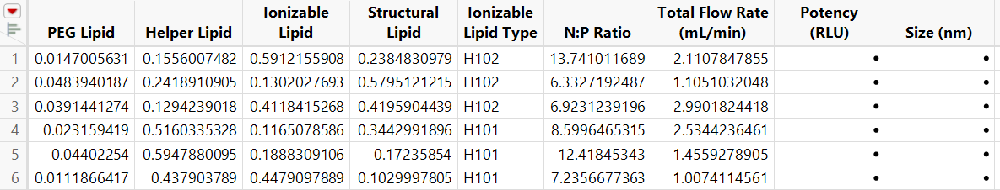 PEG Lipid Helper Lipid Ionizable Lipid Structural Lipid Ionizable Lipid Type N:P Ratio Total Flow Rate (mL/min) Potency (RLU) Size (nm)
1 0.0147005631 0.1556007482 0.5912155908 0.2384830979 H102 13.741011689 2.1107847855 • •
2 0.0483940187 0.2418910905 0.1302027693 0.5795121215 H102 6.3327192487 1.1051032048 • •
3 0.0391441274 0.1294239018 0.4118415268 0.4195904439 H102 6.9231239196 2.9901824418 • •
4 0.023159419 0.5160335328 0.1165078586 0.3442991896 H101 8.5996465315 2.5344236461 • •
5 0.04402254 0.5947880095 0.1888309106 0.17235854 H101 12.41845343 1.4559278905 • •
6 0.0111866417 0.437903789 0.4479097889 0.1029997805 H101 7.2356677363 1.0074114561 • •